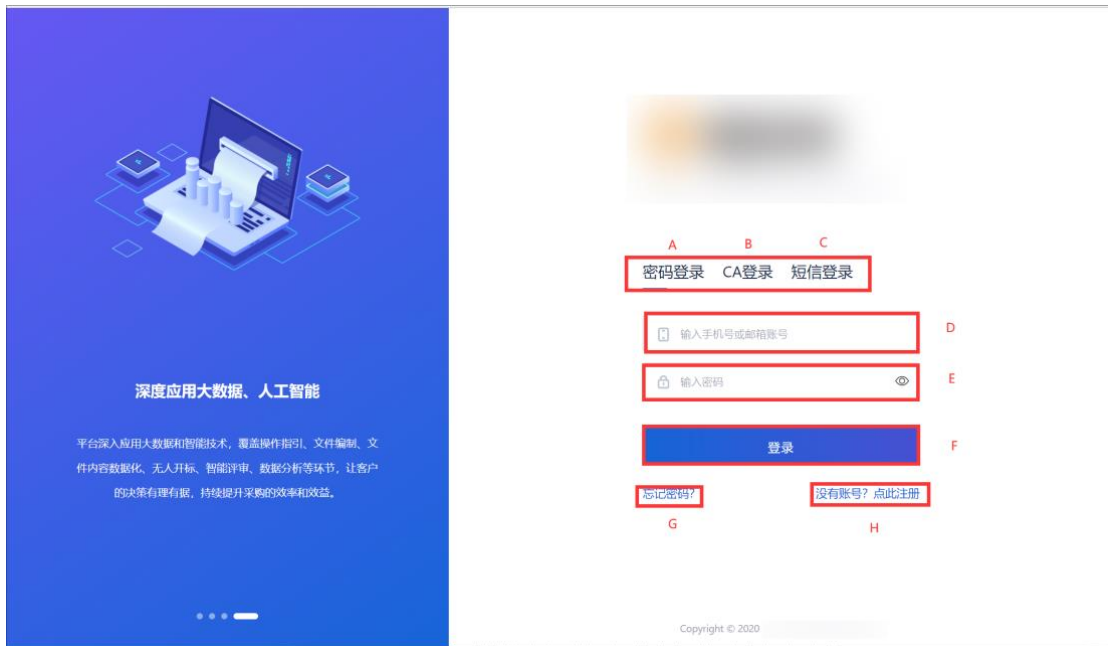 深度应用大数据、人工智能
平台深入应用大数据和智能技术，覆盖操作指引、文件编制、文
件内容数据化、无人开标、智能评审、数据分析等环节，让客户
的决策有理有据，持续提升采购的效率和效益。
A B C
密码登录 CA登录 短信登录
输入手机号或邮箱账号 D
输入密码 E
登录 F
忘记密码? 没有账号？点此注册
G H
Copyright © 2020